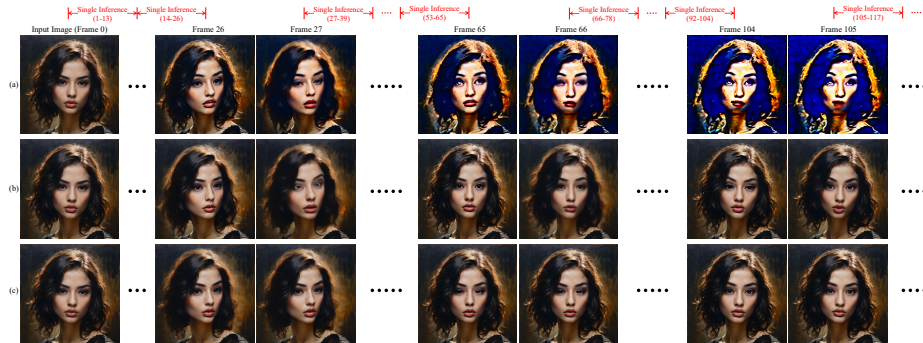 Single Inference
(1-13)
Single Inference
(14-26)
Single Inference
(27-39)
....
Single Inference
(53-65)
Single Inference
(66-78)
....
Single Inference
(92-104)
Single Inference
(105-117)
....
Input Image (Frame 0)
Frame 26
Frame 27
Frame 65
Frame 66
Frame 104
Frame 105
(a)
(b)
(c)